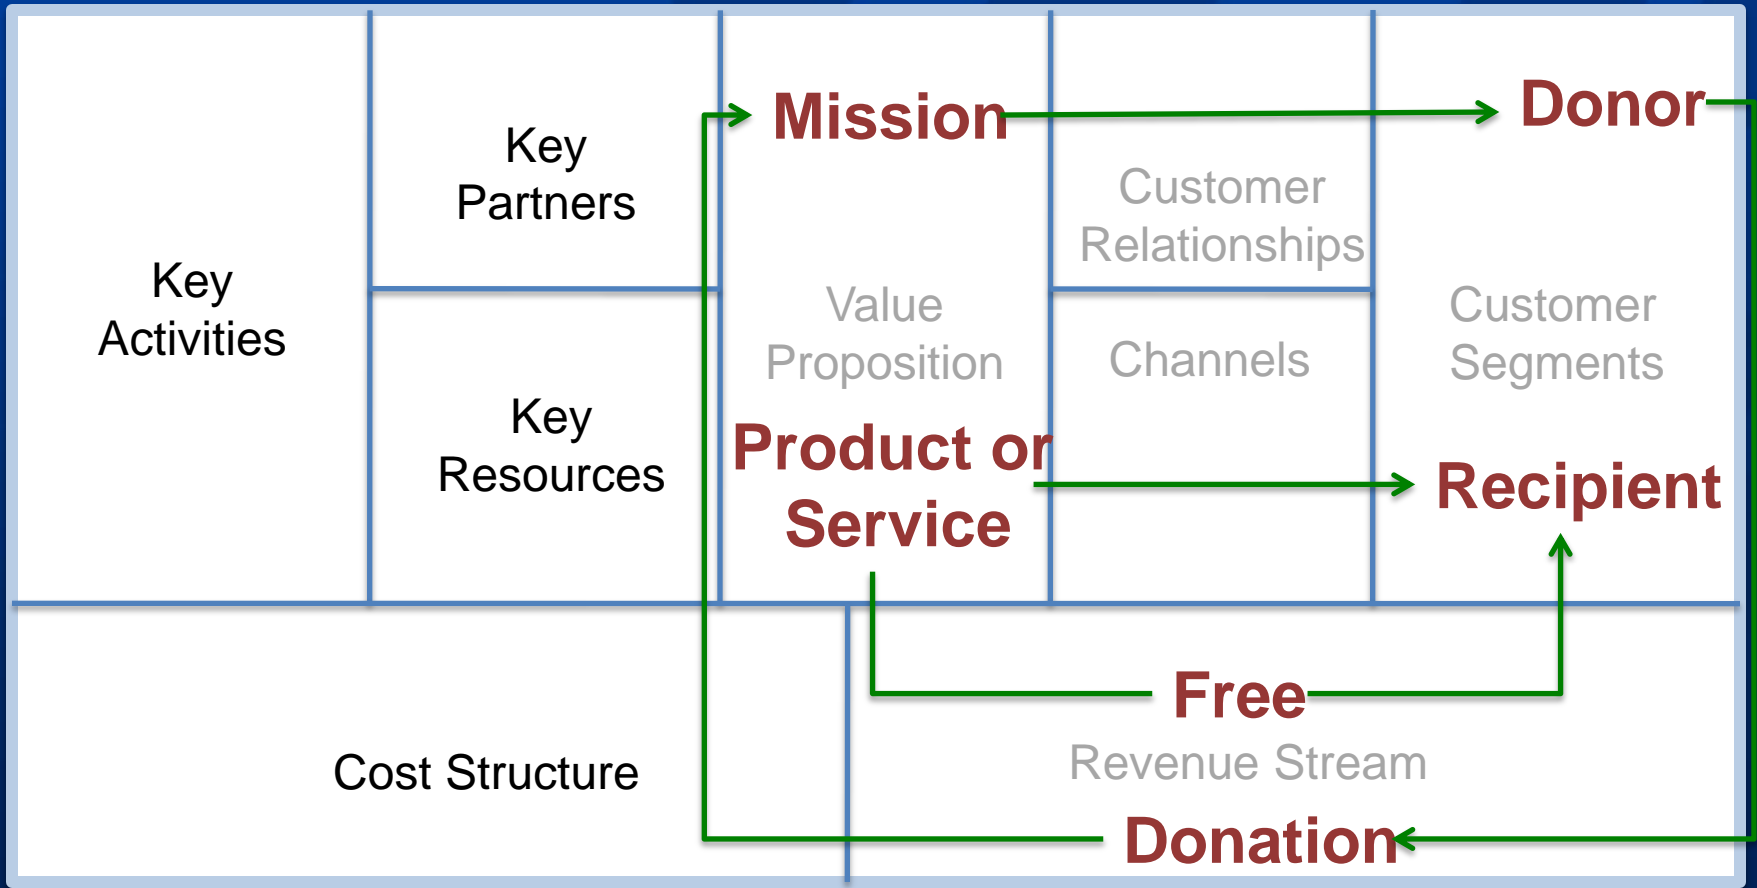 Key
Activities
Key
Partners
Key
Resources
Mission
Value
Proposition
Product or
Service
Customer
Relationships
Channels
Donor
Customer
Segments
Recipient
Cost Structure
Free
Revenue Stream
Donation